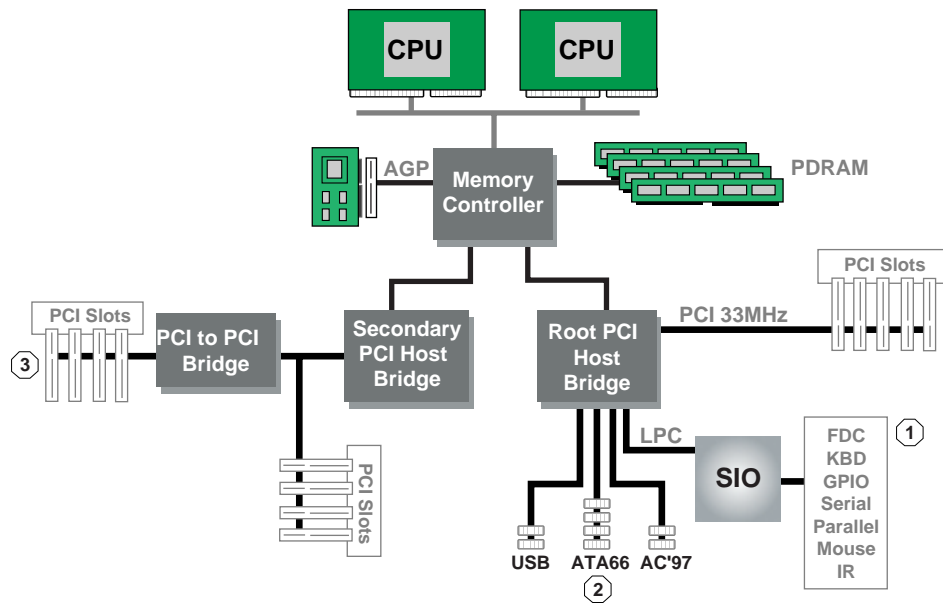 CPU
CPU
AGP
Memory
Controller
PDRAM
PCI Slots
PCI Slots
PCI to PCI
Bridge
Secondary
PCI Host
Bridge
Root PCI
Host
Bridge
PCI 33MHz
3
PCI Slots
LPC
SIO
1
FDC
KBD
GPIO
Serial
Parallel
Mouse
IR
USB
ATA66
AC'97
2